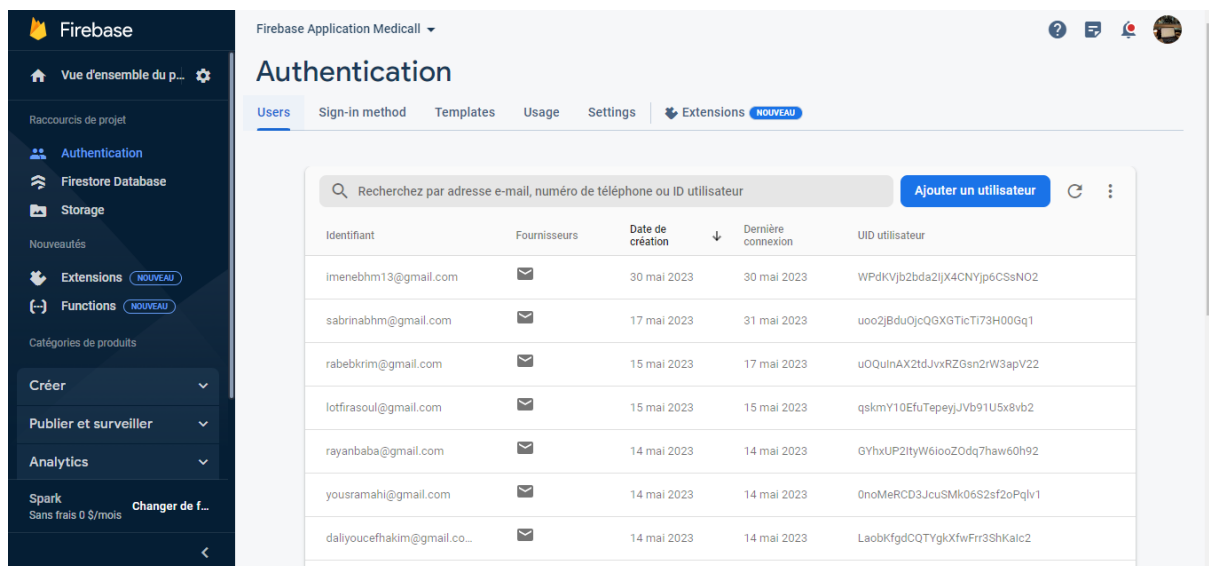 Firebase
Vue d'ensemble du p...
Raccourcis de projet
Authentication
Firestore Database
Storage
Nouveautés
Extensions NOUVEAU
Functions NOUVEAU
Catégories de produits
Créer
Publier et surveiller
Analytics
Spark
Sans frais 0 $/mois
Changer de f...
Firebase Application Medicall
Authentication
Users Sign-in method Templates Usage Settings Extensions NOUVEAU
Recherchez par adresse e-mail, numéro de téléphone ou ID utilisateur
Ajouter un utilisateur
Identifiant Fournisseurs Date de création Dernière connexion UID utilisateur
imenebhm13@gmail.com 30 mai 2023 30 mai 2023 WPdKVjb2bda2IjX4CNYjp6CSsNO2
sabrinabhm@gmail.com 17 mai 2023 31 mai 2023 uoo2jBduOjcQGXGTicTi73H00Gq1
rabebkrim@gmail.com 15 mai 2023 17 mai 2023 uOQuInAX2tdJvxRZGsn2rW3apV22
lotfirasoul@gmail.com 15 mai 2023 15 mai 2023 qskmY10EfuTepeyjJVb91U5x8vb2
rayanbaba@gmail.com 14 mai 2023 14 mai 2023 GYhxUP2ItyW6iooZOdq7haw60h92
yousramahi@gmail.com 14 mai 2023 14 mai 2023 0noMeRCD3JcuSMk06S2sf2oPqlv1
daliyoucefhakim@gmail.co... 14 mai 2023 14 mai 2023 LaobKfgdCQTYgkXfwFrr3ShKaIc2